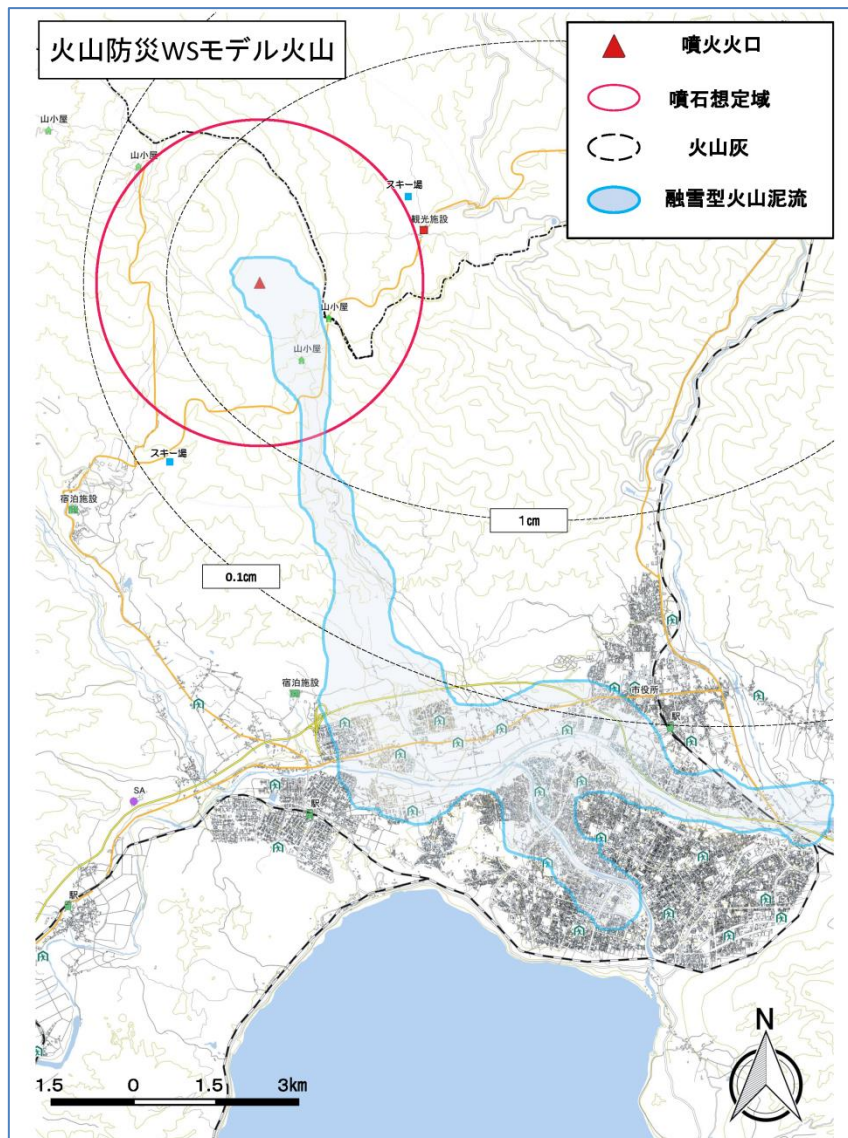 火山防災WSモデル火山
噴火火口
噴石想定域
火山灰
融雪型火山泥流
山小屋
山小屋
スキー場
観光施設
山小屋
山小屋
スキー場
宿泊施設
1cm
0.1cm
宿泊施設
市役所
駅
SA
駅
駅
N
1.5 0 1.5 3km